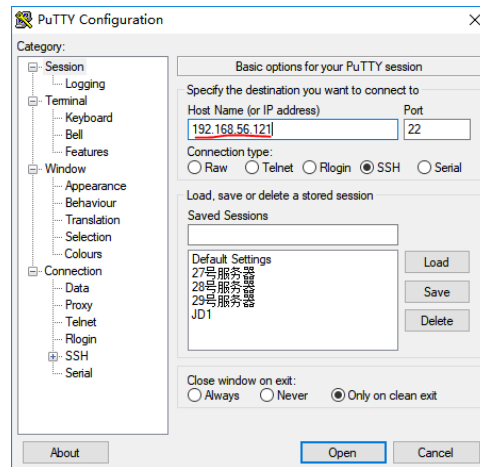 PuTTY Configuration
Category:
Session
Logging
Terminal
Keyboard
Bell
Features
Window
Appearance
Behaviour
Translation
Selection
Colours
Connection
Data
Proxy
Telnet
Rlogin
SSH
Serial
Basic options for your PuTTY session
Specify the destination you want to connect to
Host Name (or IP address) Port
192.168.56.121 22
Connection type:
Raw Telnet Rlogin SSH Serial
Load, save or delete a stored session
Saved Sessions
Default Settings
27号服务器
28号服务器
29号服务器
JD1
Load
Save
Delete
Close window on exit:
Always Never Only on clean exit
About Open Cancel